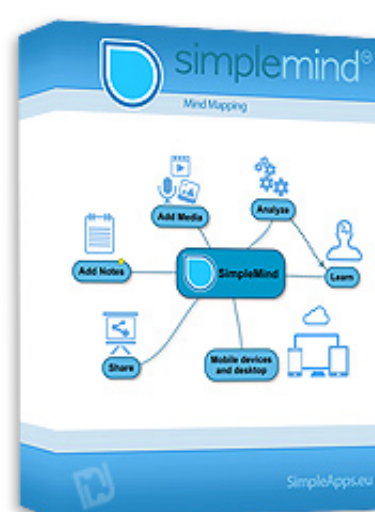 simplemind®
Mind Mapping
Add Media
Analyze
Add Notes
SimpleMind
Learn
Share
Mobile devices
and desktop
SimpleApps.eu